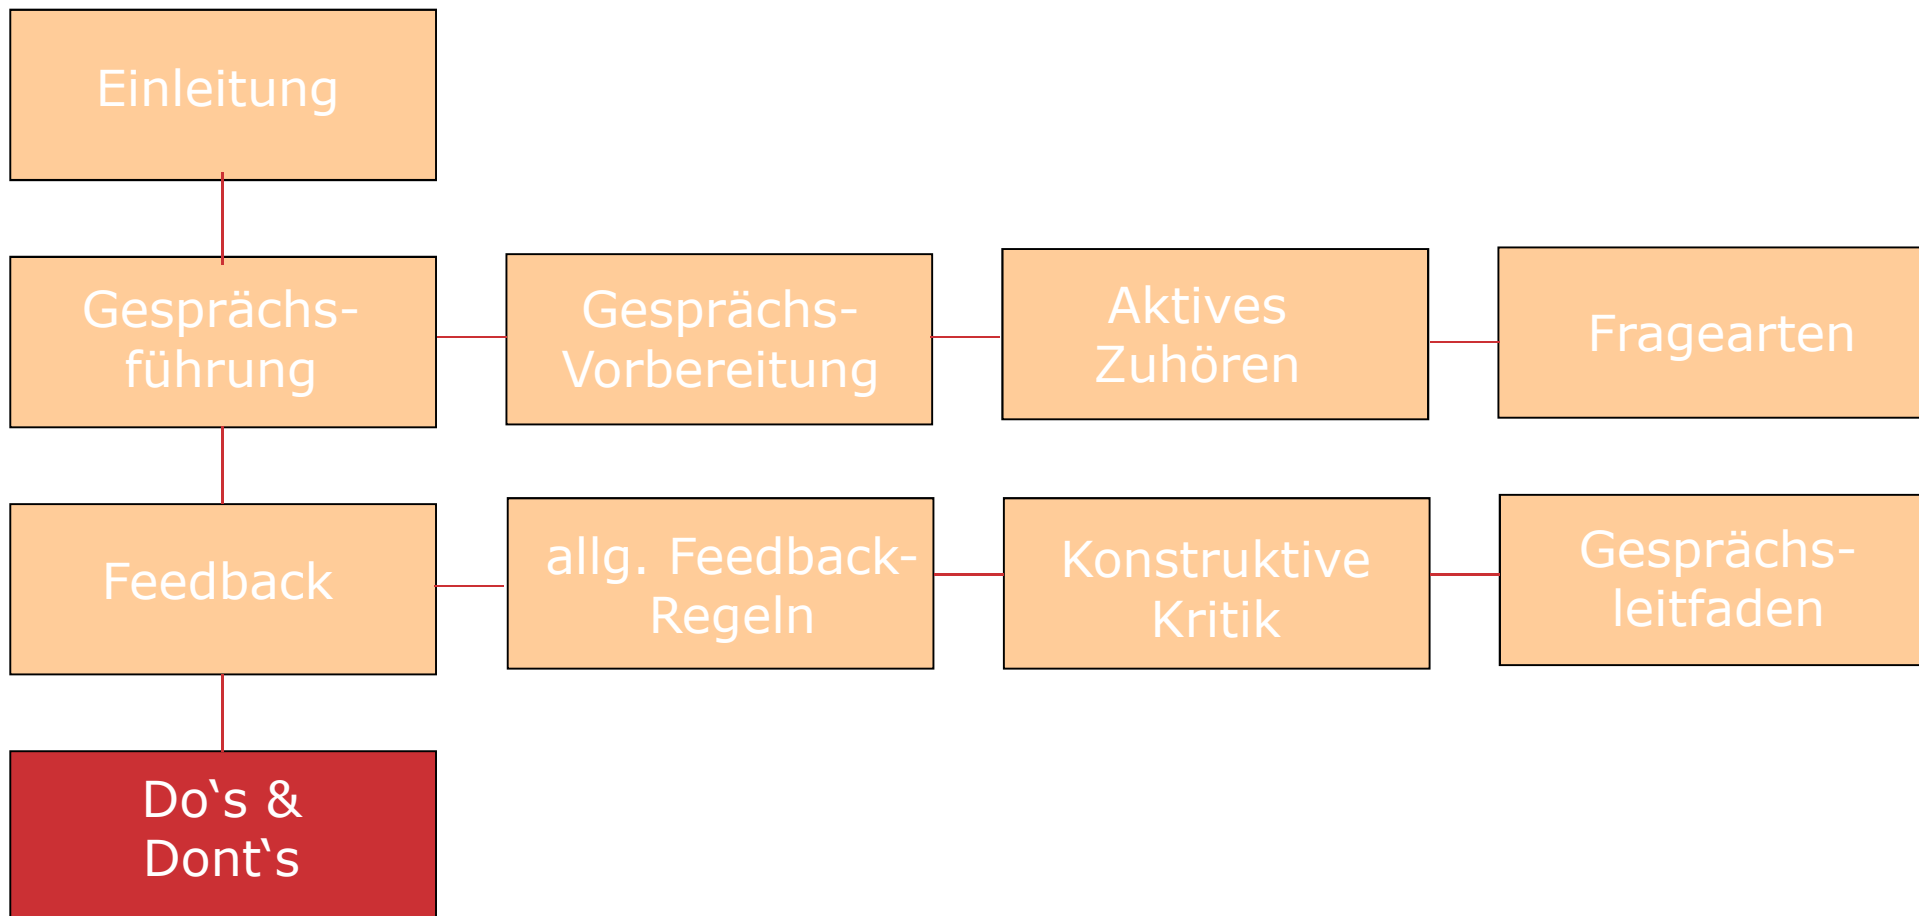 Einleitung
Gesprächs-
führung
Gesprächs-
Vorbereitung
Aktives
Zuhören
Fragearten
Feedback
allg. Feedback-
Regeln
Konstruktive
Kritik
Gesprächs-
leitfaden
Do‘s &
Dont‘s